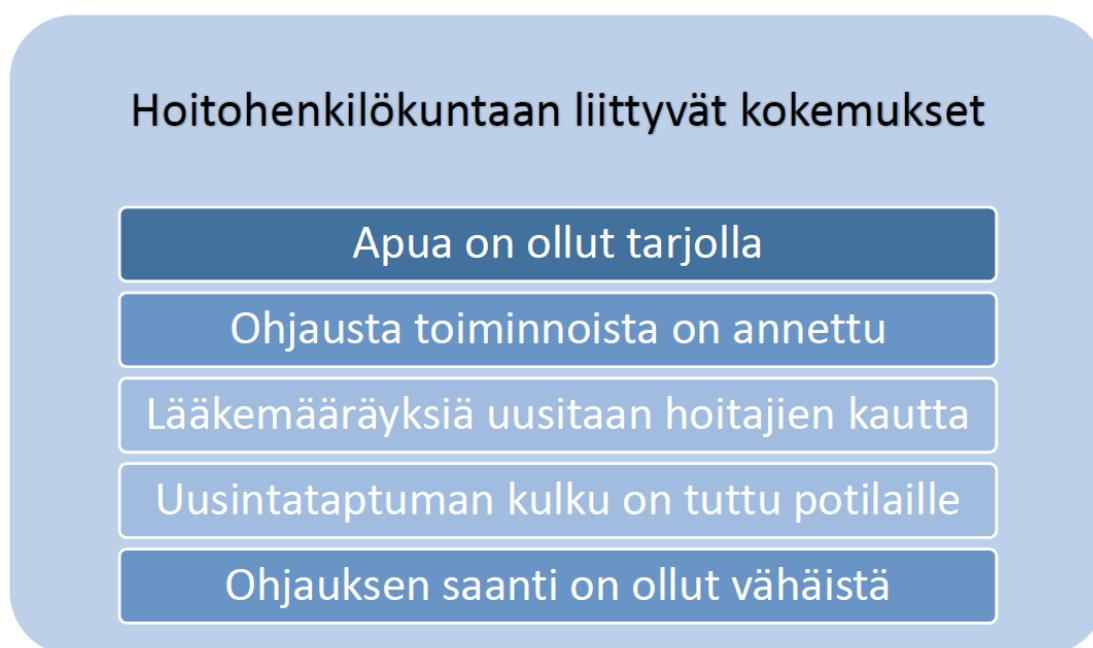 Hoitohenkilökuntaan liittyvät kokemukset
Apua on ollut tarjolla
Ohjausta toiminnoista on annettu
Lääkemääräyksiä uusitaan hoitajien kautta
Uusintataptuman kulku on tuttu potilaille
Ohjauksen saanti on ollut vähäistä